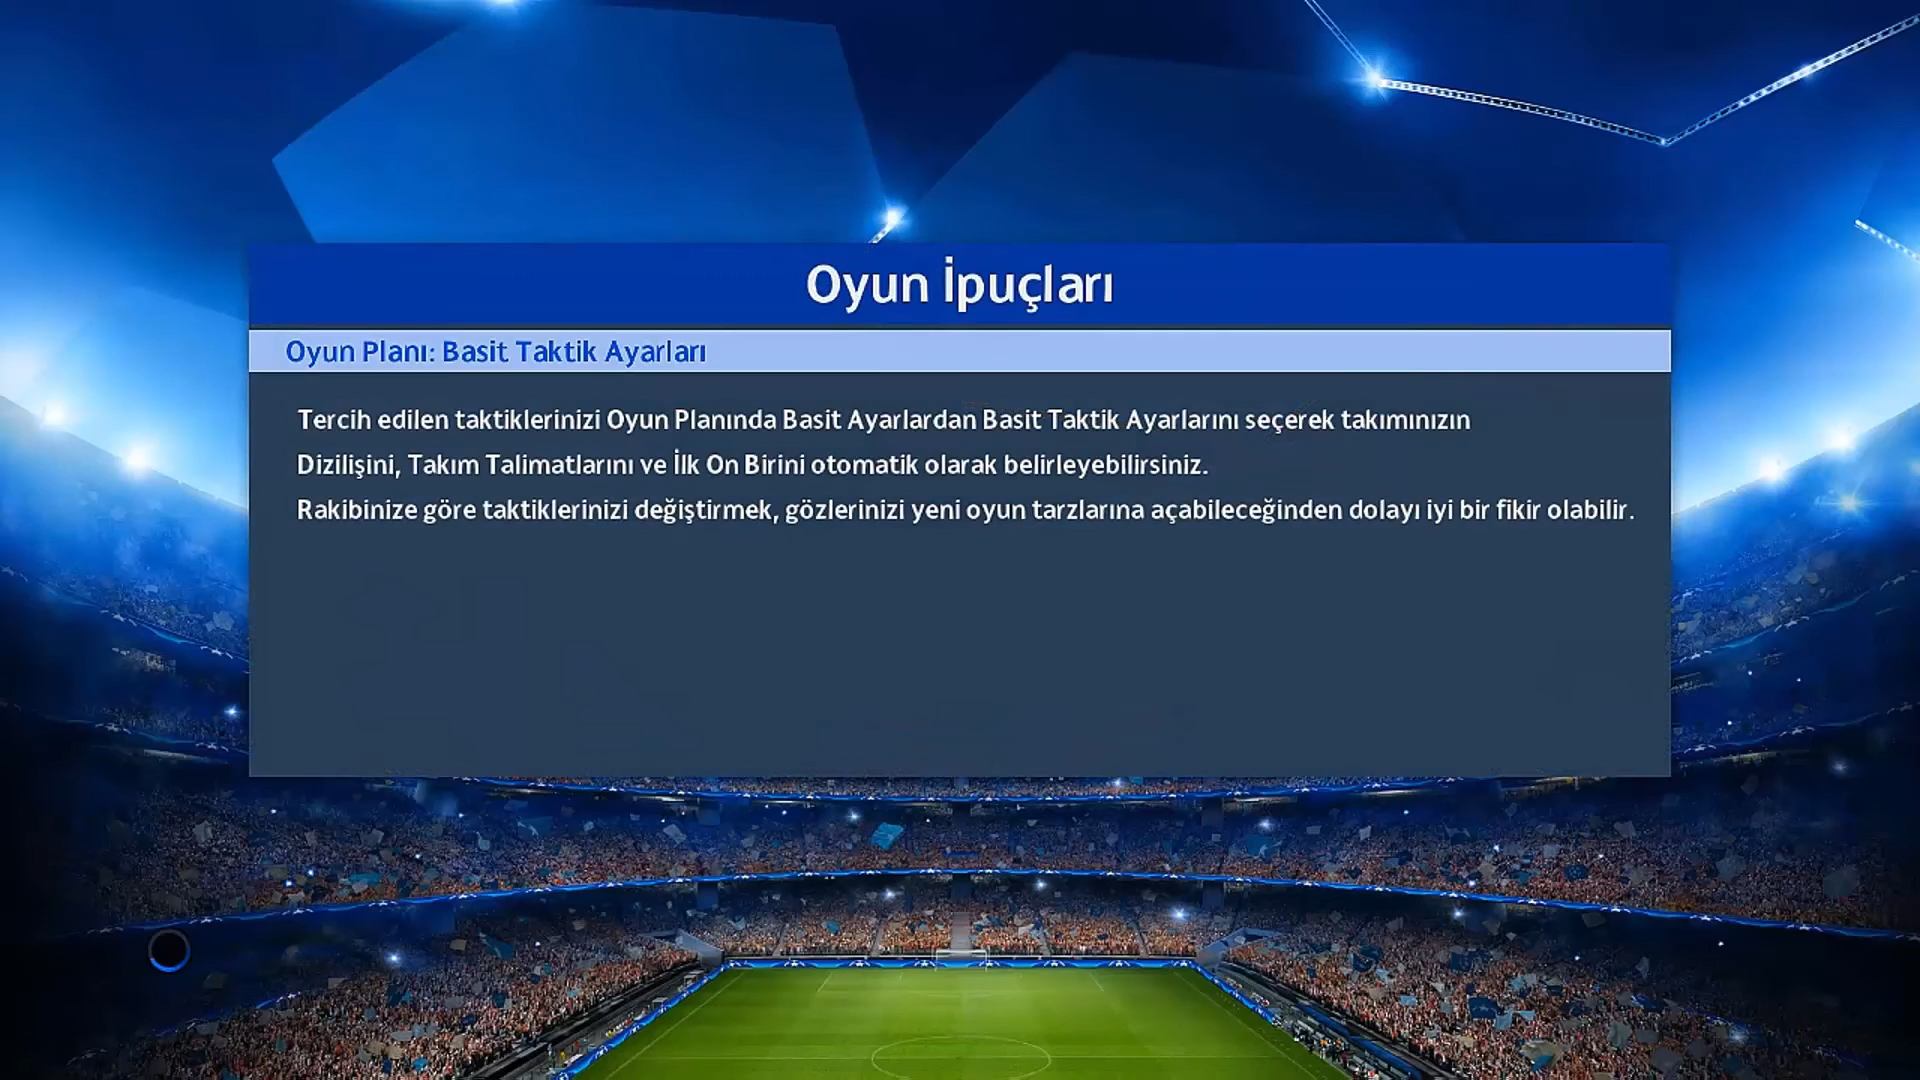 Oyun İpuçları
Oyun Planı: Basit Taktik Ayarları
Tercih edilen taktiklerinizi Oyun Planında Basit Ayarlardan Basit Taktik Ayarlarını seçerek takımınızın
Dizilişini, Takım Talimatlarını ve İlk On Birini otomatik olarak belirleyebilirsiniz.
Rakibinize göre taktiklerinizi değiştirmek, gözlerinizi yeni oyun tarzlarına açabileceğinden dolayı iyi bir fikir olabilir.